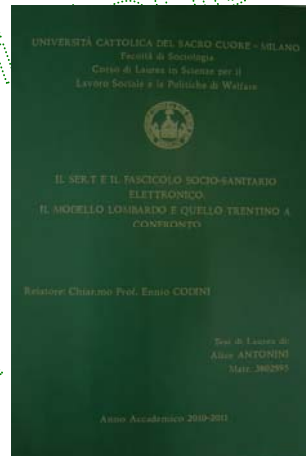 UNIVERSITÀ CATTOLICA DEL SACRO CUORE - MILANO
Facoltà di Sociologia
Corso di Laurea in Scienze per il
Lavoro Sociale e le Politiche di Welfare
IL SER.T E IL FASCICOLO SOCIO-SANITARIO
ELETTRONICO.
IL MODELLO LOMBARDO E QUELLO TRENTINO A
CONFRONTO
Relatore: Chiar.mo Prof. Ennio CODINI
Tesi di Laurea di:
Alice ANTONINI
Matr. 3802995
Anno Accademico 2010-2011